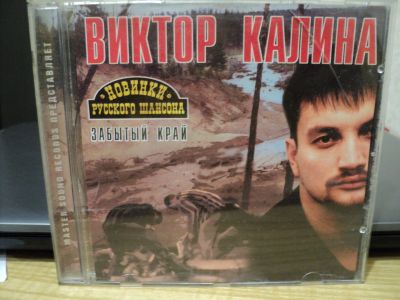 ВИКТОР КАЛИНА
НОВИНКИ
РУССКОГО ШАНСОНА
ЗАБЫТЫЙ КРАЙ
MASTER SOUND RECORDS ПРЕДСТАВЛЯЕТ